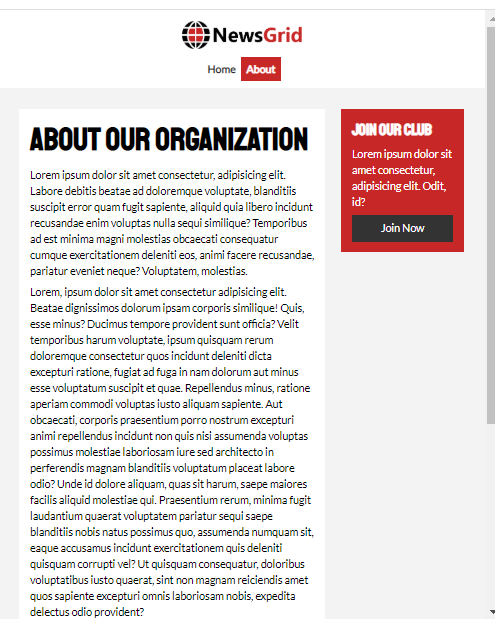 NewsGrid
Home About
ABOUT OUR ORGANIZATION
Lorem ipsum dolor sit amet consectetur, adipisicing elit.
Labore debitis beatae ad doloremque voluptate, blanditiis
suscipit error quam fugit sapiente, aliquid quia libero incidunt
recusandae enim voluptas nulla sequi similique? Temporibus
ad est minima magni molestias obcaecati consequatur
cumque exercitationem deleniti eos, animi facere recusandae,
pariatur eveniet neque? Voluptatem, molestias.
Lorem, ipsum dolor sit amet consectetur adipisicing elit.
Beatae dignissimos dolorum ipsam corporis similique! Quis,
esse minus? Ducimus tempore provident sunt officia? Velit
temporibus harum voluptate, ipsum quisquam rerum
doloremque consectetur quos incidunt deleniti dicta
excepturi ratione, fugiat ad fuga in nam dolorum aut minus
esse voluptatum suscipit et quae. Repellendus minus, ratione
aperiam commodi voluptas iusto aliquam sapiente. Aut
obcaecati, corporis praesentium porro nostrum excepturi
animi repellendus incidunt non quis nisi assumenda voluptas
possimus molestiae laboriosam iure sed architecto in
perferendis magnam blanditiis voluptatum placeat labore
odio? Unde id dolore aliquam, quas sit harum, saepe maiores
facilis aliquid molestiae qui. Praesentium rerum, minima fugit
laudantium quaerat voluptatem pariatur sequi saepe
blanditiis nobis natus possimus quo, assumenda numquam sit,
eaque accusamus incidunt exercitationem quis deleniti
quisquam corrupti vel? Ut quisquam consequatur, doloribus
voluptatibus iusto quaerat, sint non magnam reiciendis amet
quos sapiente excepturi omnis laboriosam nobis, expedita
delectus odio provident?
JOIN OUR CLUB
Lorem ipsum dolor sit
amet consectetur,
adipisicing elit. Odit,
id?
Join Now